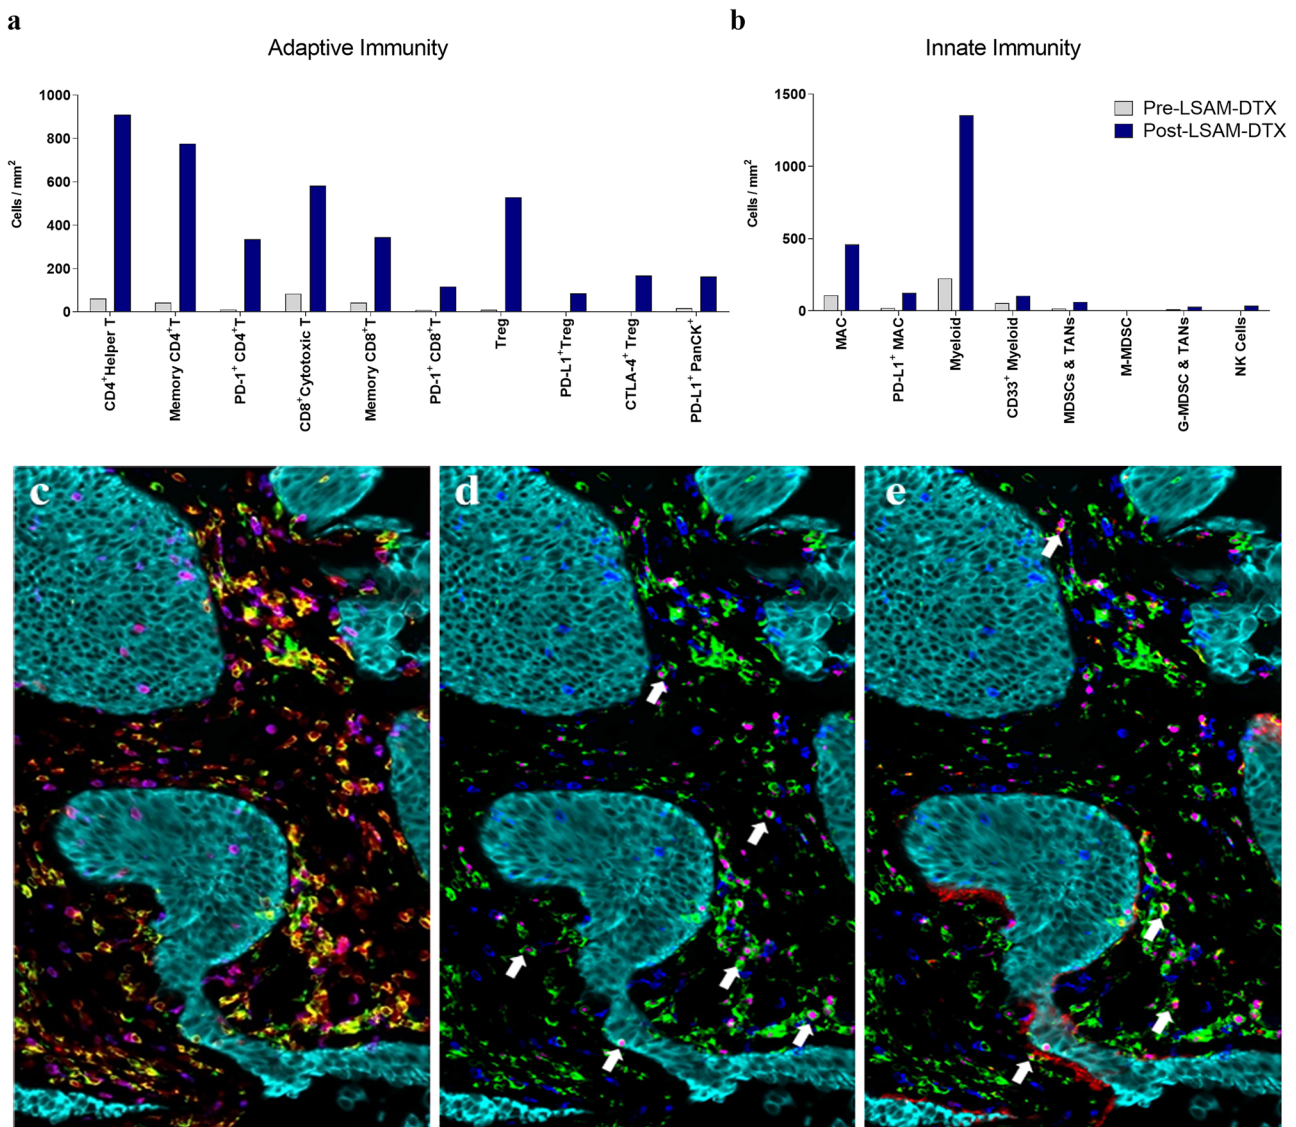 a
Adaptive Immunity
Cells / mm²
1000
800
600
400
200
0
CD4⁺Helper T
Memory CD4⁺T
PD-1⁺ CD4⁺T
CD8⁺Cytotoxic T
Memory CD8⁺T
PD-1⁺ CD8⁺T
Treg
PD-L1⁺Treg
CTLA-4⁺ Treg
PD-L1⁺ PanCK⁺
b
Innate Immunity
Cells / mm²
1500
1000
500
0
Pre-LSAM-DTX
Post-LSAM-DTX
MAC
PD-L1⁺ MAC
Myeloid
CD33⁺ Myeloid
MDSCs & TANs
M-MDSC
G-MDSC & TANs
NK Cells
c
d
e